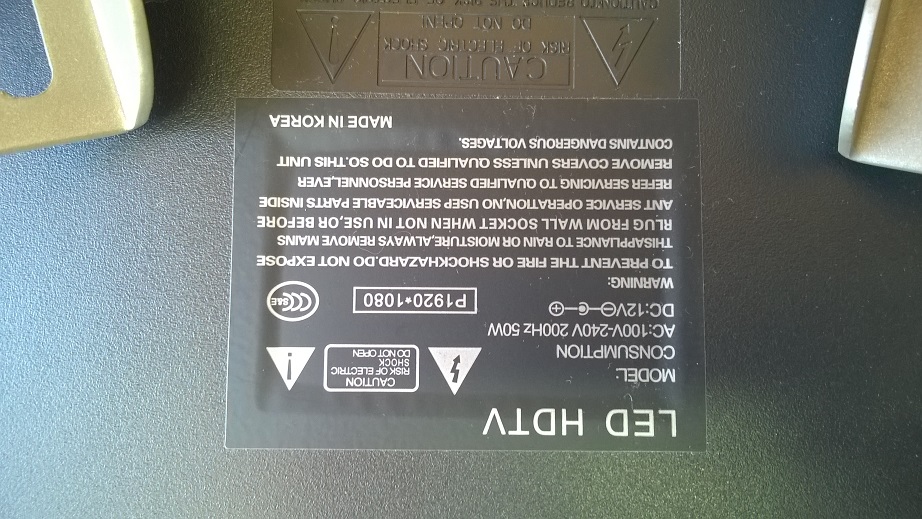 LED HDTV
MODEL:
CONSUMPTION
AC:100V-240V 200Hz 50W
DC:12V
CAUTION
RISK OF ELECTRIC
SHOCK
DO NOT OPEN
P1920*1080
CCC S&E
WARNING:
TO PREVENT THE FIRE OR SHOCKHAZARD.DO NOT EXPOSE
THISAPPLIANCE TO RAIN OR MOISTURE,ALWAYS REMOVE MAINS
RLUG FROM WALL SOCKET WHEN NOT IN USE,OR BEFORE
ANT SERVICE OPERATION,NO USEP SERVICEABLE PARTS INSIDE
REFER SERVICING TO QUALIFIED SERVICE PERSONNEL,EVER
REMOVE COVERS UNLESS QUALIFIED TO DO SO.THIS UNIT
CONTAINS DANGEROUS VOLTAGES.
MADE IN KOREA
CAUTION
RISK OF ELECTRIC SHOCK
DO NOT OPEN